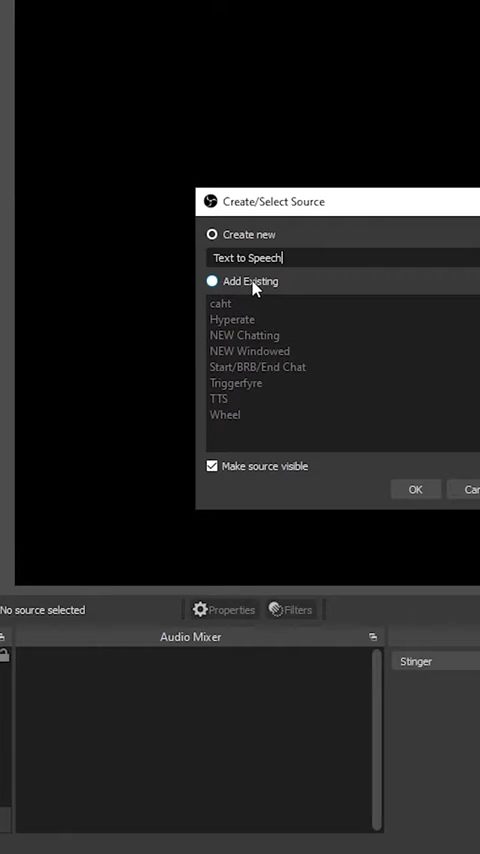 Create/Select Source
Create new
Text to Speech
Add Existing
caht
Hyperate
NEW Chatting
NEW Windowed
Start/BRB/End Chat
Triggerfyre
TTS
Wheel
Make source visible
OK
Can
No source selected
Properties
Filters
Audio Mixer
Stinger